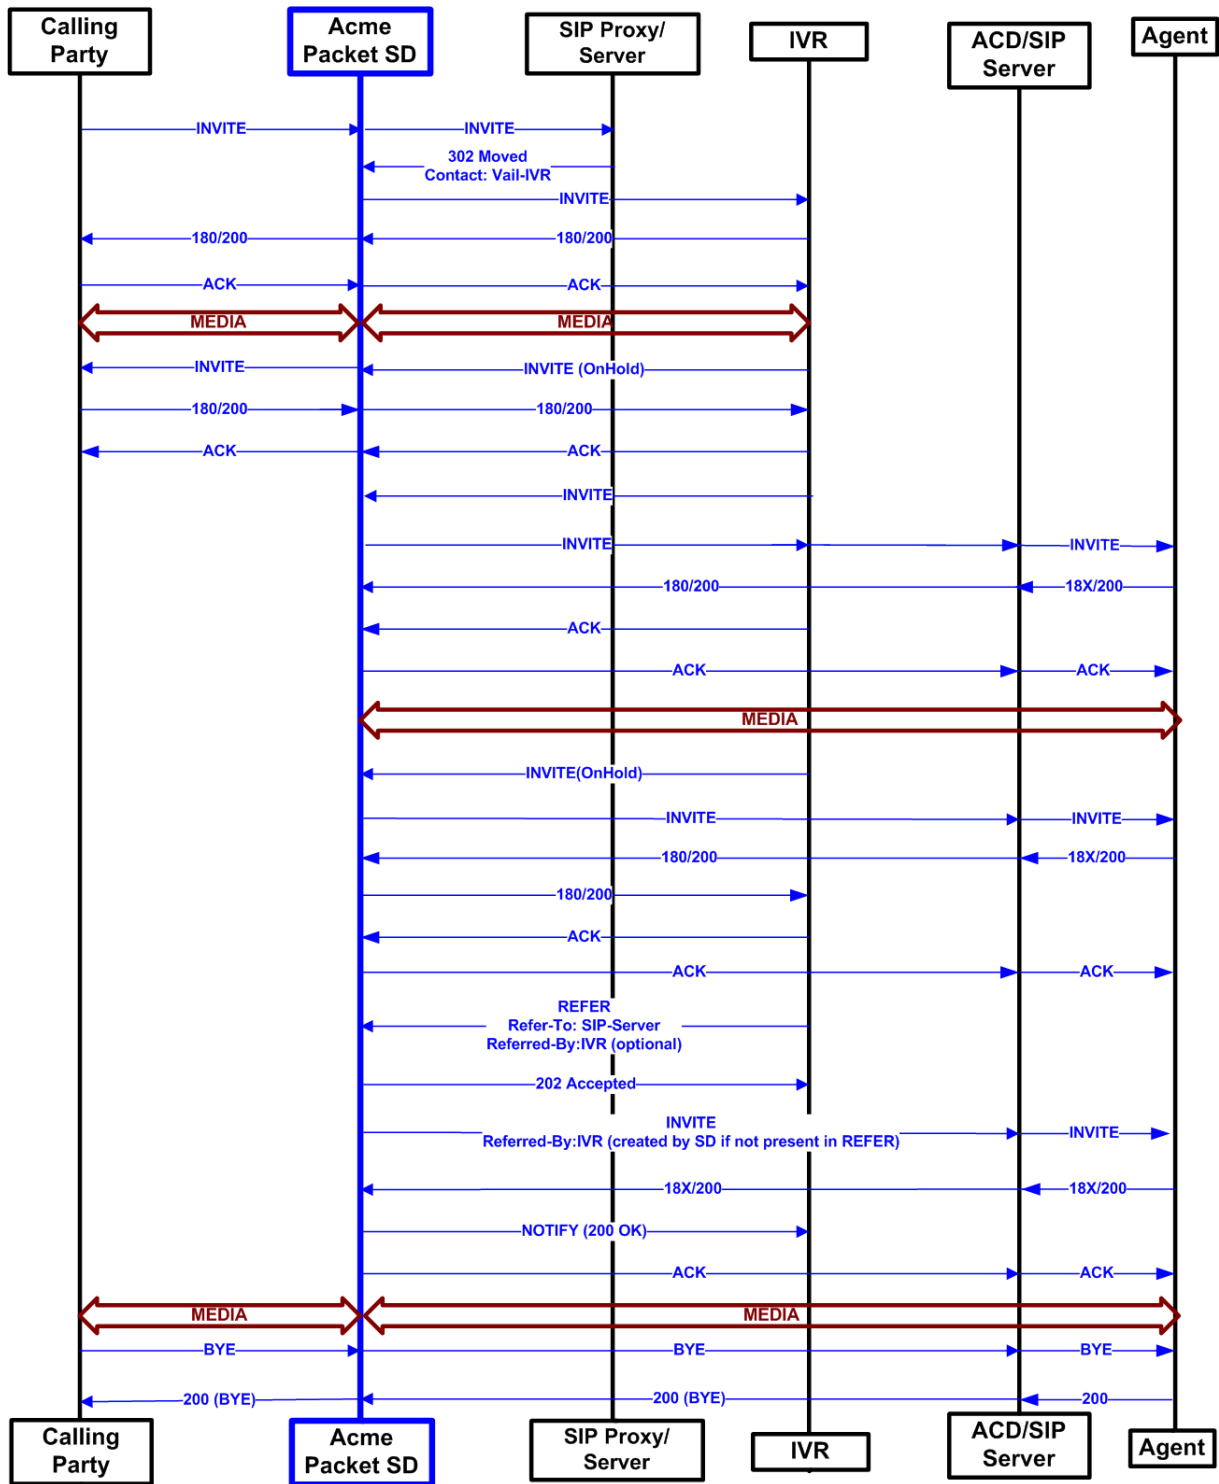 Calling
Party
Acme
Packet SD
SIP Proxy/
Server
IVR
ACD/SIP
Server
Agent
INVITE
INVITE
302 Moved
Contact: Vail-IVR
INVITE
180/200
180/200
ACK
ACK
MEDIA
MEDIA
INVITE
INVITE (OnHold)
180/200
180/200
ACK
ACK
INVITE
INVITE
INVITE
180/200
18X/200
ACK
ACK
ACK
MEDIA
INVITE(OnHold)
INVITE
INVITE
180/200
18X/200
180/200
ACK
ACK
ACK
REFER
Refer-To: SIP-Server
Referred-By:IVR (optional)
202 Accepted
INVITE
Referred-By:IVR (created by SD if not present in REFER)
INVITE
18X/200
18X/200
NOTIFY (200 OK)
ACK
ACK
MEDIA
MEDIA
BYE
BYE
BYE
200 (BYE)
200 (BYE)
200
Calling
Party
Acme
Packet SD
SIP Proxy/
Server
IVR
ACD/SIP
Server
Agent